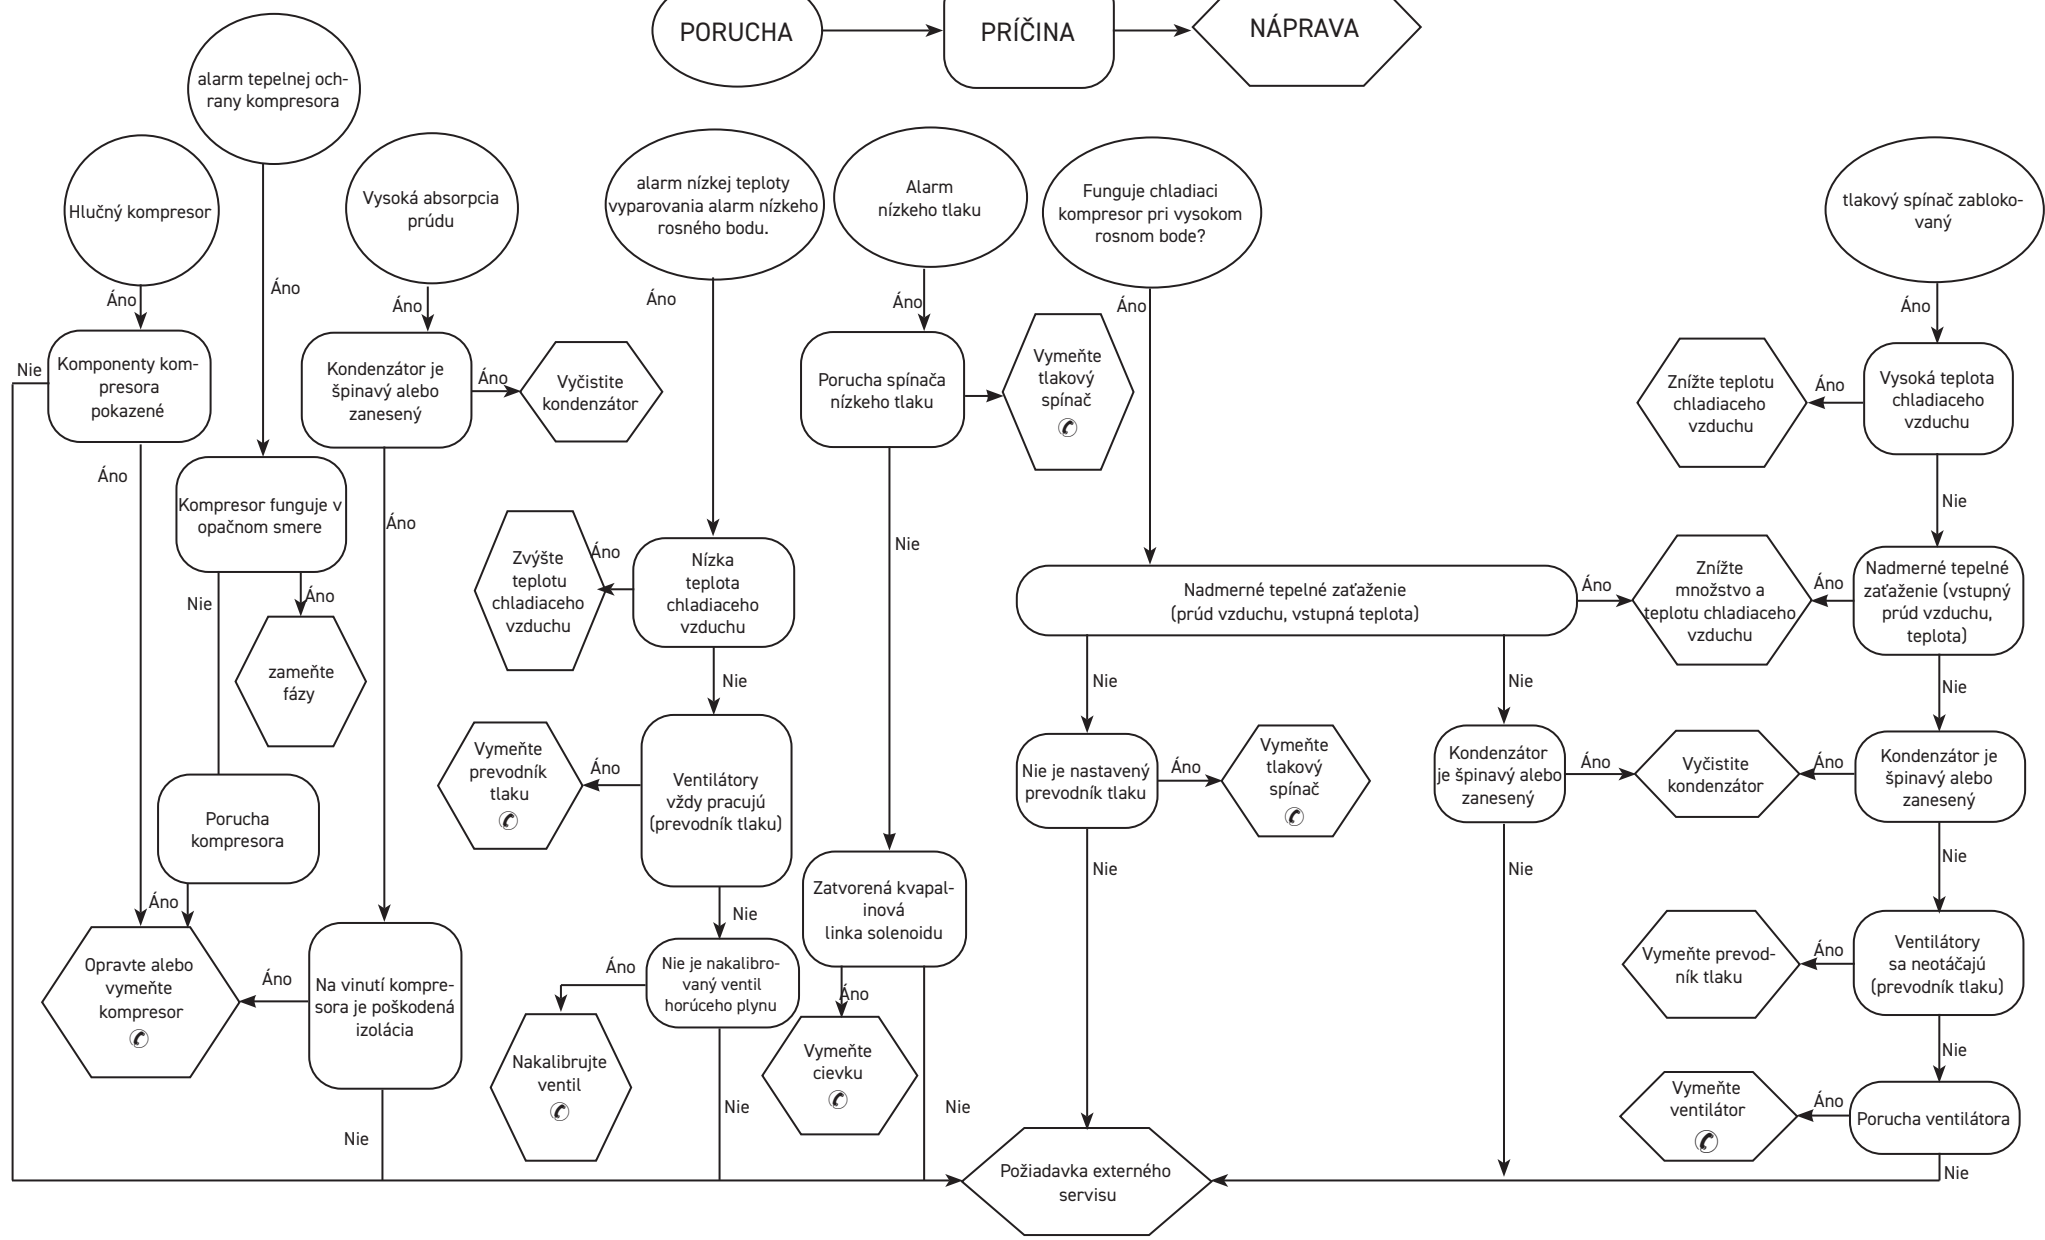 PORUCHA
PRÍČINA
NÁPRAVA
alarm tepelnej och-
rany kompresora
Hlučný kompresor
Vysoká absorpcia
prúdu
alarm nízkej teploty
vyparovania alarm nízkeho
rosného bodu.
Alarm
nízkeho tlaku
Funguje chladiaci
kompresor pri vysokom
rosnom bode?
tlakový spínač zabloko-
vaný
Áno
Áno
Áno
Áno
Áno
Áno
Áno
Nie
Komponenty kom-
presora
pokazené
Kondenzátor je
špinavý alebo
zanesený
Áno
Vyčistite
kondenzátor
Porucha spínača
nízkeho tlaku
Vymeňte
tlakový
spínač
Znížte teplotu
chladiaceho
vzduchu
Áno
Vysoká teplota
chladiaceho
vzduchu
Áno
Kompresor funguje v
opačnom smere
Áno
Nie
Nie
Zvýšte
teplotu
chladiaceho
vzduchu
Áno
Nízka
teplota
chladiaceho
vzduchu
Nadmerné tepelné zaťaženie
(prúd vzduchu, vstupná teplota)
Áno
Znížte
množstvo a
teplotu chladiaceho
vzduchu
Áno
Nadmerné tepelné
zaťaženie (vstupný
prúd vzduchu,
teplota)
Nie
Áno
zameňte
fázy
Nie
Nie
Nie
Nie
Vymeňte
prevodník
tlaku
Áno
Ventilátory
vždy pracujú
(prevodník tlaku)
Nie je nastavený
prevodník tlaku
Áno
Vymeňte
tlakový
spínač
Kondenzátor
je špinavý alebo
zanesený
Áno
Vyčistite
kondenzátor
Áno
Kondenzátor je
špinavý alebo
zanesený
Porucha
kompresora
Áno
Nie
Nie
Nie
Nie
Zatvorená kvapal-
inová
linka solenoidu
Opravte alebo
vymeňte
kompresor
Áno
Na vinutí kompre-
sora je poškodená
izolácia
Áno
Nie je nakalibro-
vaný ventil
horúceho plynu
Áno
Vymeňte prevod-
ník tlaku
Áno
Ventilátory
sa neotáčajú
(prevodník tlaku)
Nakalibrujte
ventil
Vymeňte
cievku
Nie
Nie
Nie
Nie
Vymeňte
ventilátor
Áno
Porucha ventilátora
Požiadavka externého
servisu
Nie